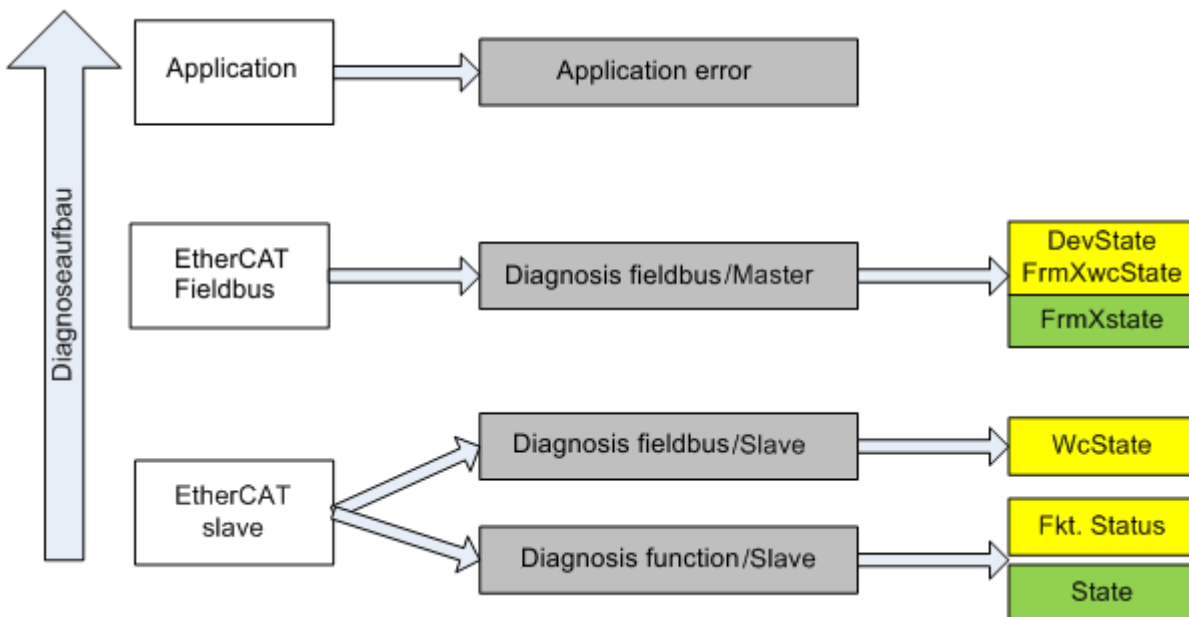 Diagnoseaufbau
Application
Application error
EtherCAT
Fieldbus
Diagnosis fieldbus/Master
DevState
FrmXwcState
FrmXstate
EtherCAT
slave
Diagnosis fieldbus/Slave
WcState
Diagnosis function/Slave
Fkt. Status
State